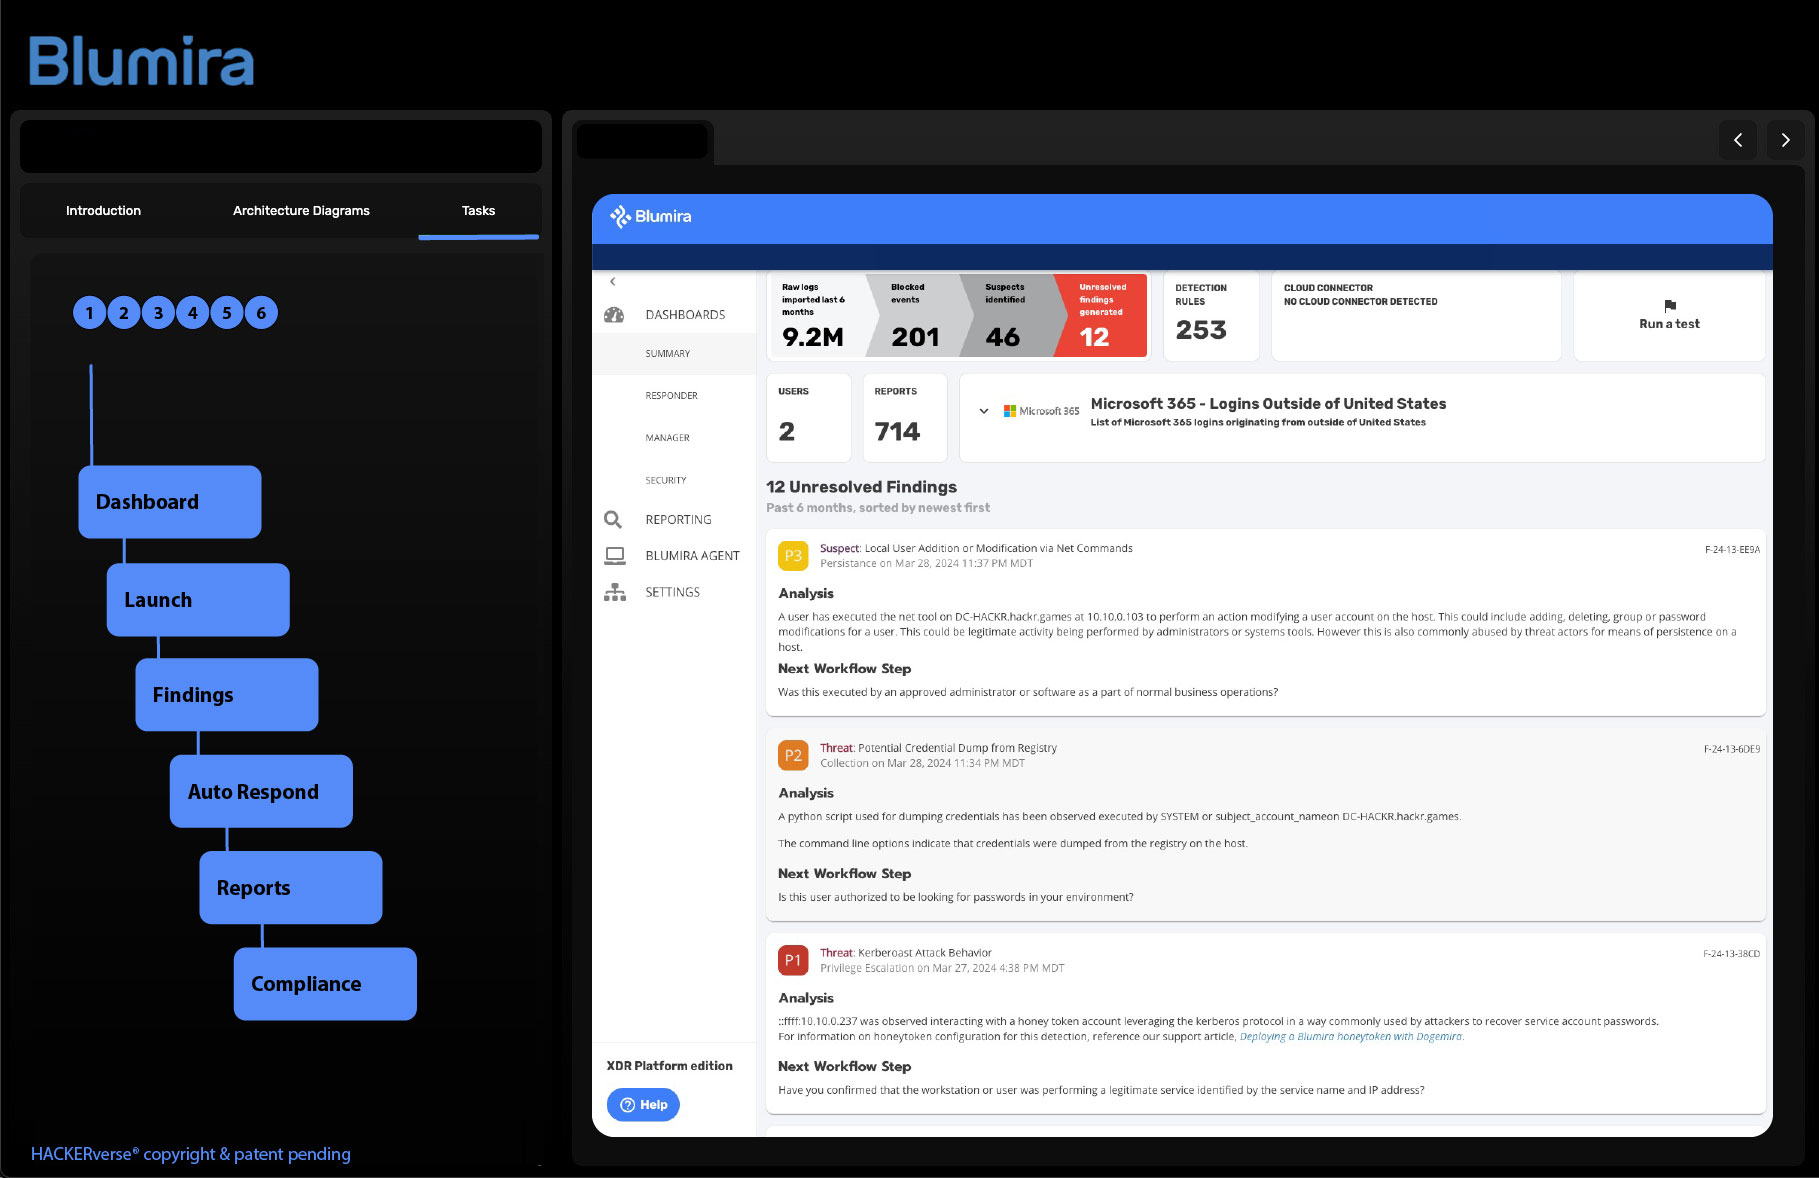 Blumira
Introduction
Architecture Diagrams
Tasks
1 2 3 4 5 6
Dashboard
Launch
Findings
Auto Respond
Reports
Compliance
HACKERverse® copyright & patent pending
Blumira
DASHBOARDS
SUMMARY
RESPONDER
MANAGER
SECURITY
REPORTING
BLUMIRA AGENT
SETTINGS
XDR Platform edition
Help
Raw logs
imported last 6
months
9.2M
Blocked
events
201
Suspects
identified
46
Unresolved
findings
generated
12
DETECTION
RULES
253
CLOUD CONNECTOR
NO CLOUD CONNECTOR DETECTED
Run a test
USERS
2
REPORTS
714
Microsoft 365
Microsoft 365 - Logins Outside of United States
List of Microsoft 365 logins originating from outside of United States
12 Unresolved Findings
Past 6 months, sorted by newest first
P3
Suspect: Local User Addition or Modification via Net Commands
Persistance on Mar 28, 2024 11:37 PM MDT
F-24-13-EE9A
Analysis
A user has executed the net tool on DC-HACKR.hackr.games at 10.10.0.103 to perform an action modifying a user account on the host. This could include adding, deleting, group or password
modifications for a user. This could be legitimate activity being performed by administrators or systems tools. However this is also commonly abused by threat actors for means of persistence on a
host.
Next Workflow Step
Was this executed by an approved administrator or software as a part of normal business operations?
P2
Threat: Potential Credential Dump from Registry
Collection on Mar 28, 2024 11:34 PM MDT
F-24-13-6DE9
Analysis
A python script used for dumping credentials has been observed executed by SYSTEM or subject_account_nameon DC-HACKR.hackr.games.
The command line options indicate that credentials were dumped from the registry on the host.
Next Workflow Step
Is this user authorized to be looking for passwords in your environment?
P1
Threat: Kerberoast Attack Behavior
Privilege Escalation on Mar 27, 2024 4:38 PM MDT
F-24-13-38CD
Analysis
::ffff:10.10.0.237 was observed interacting with a honey token account leveraging the kerberos protocol in a way commonly used by attackers to recover service account passwords.
For information on honeytoken configuration for this detection, reference our support article, Deploying a Blumira honeytoken with Dogemira.
Next Workflow Step
Have you confirmed that the workstation or user was performing a legitimate service identified by the service name and IP address?